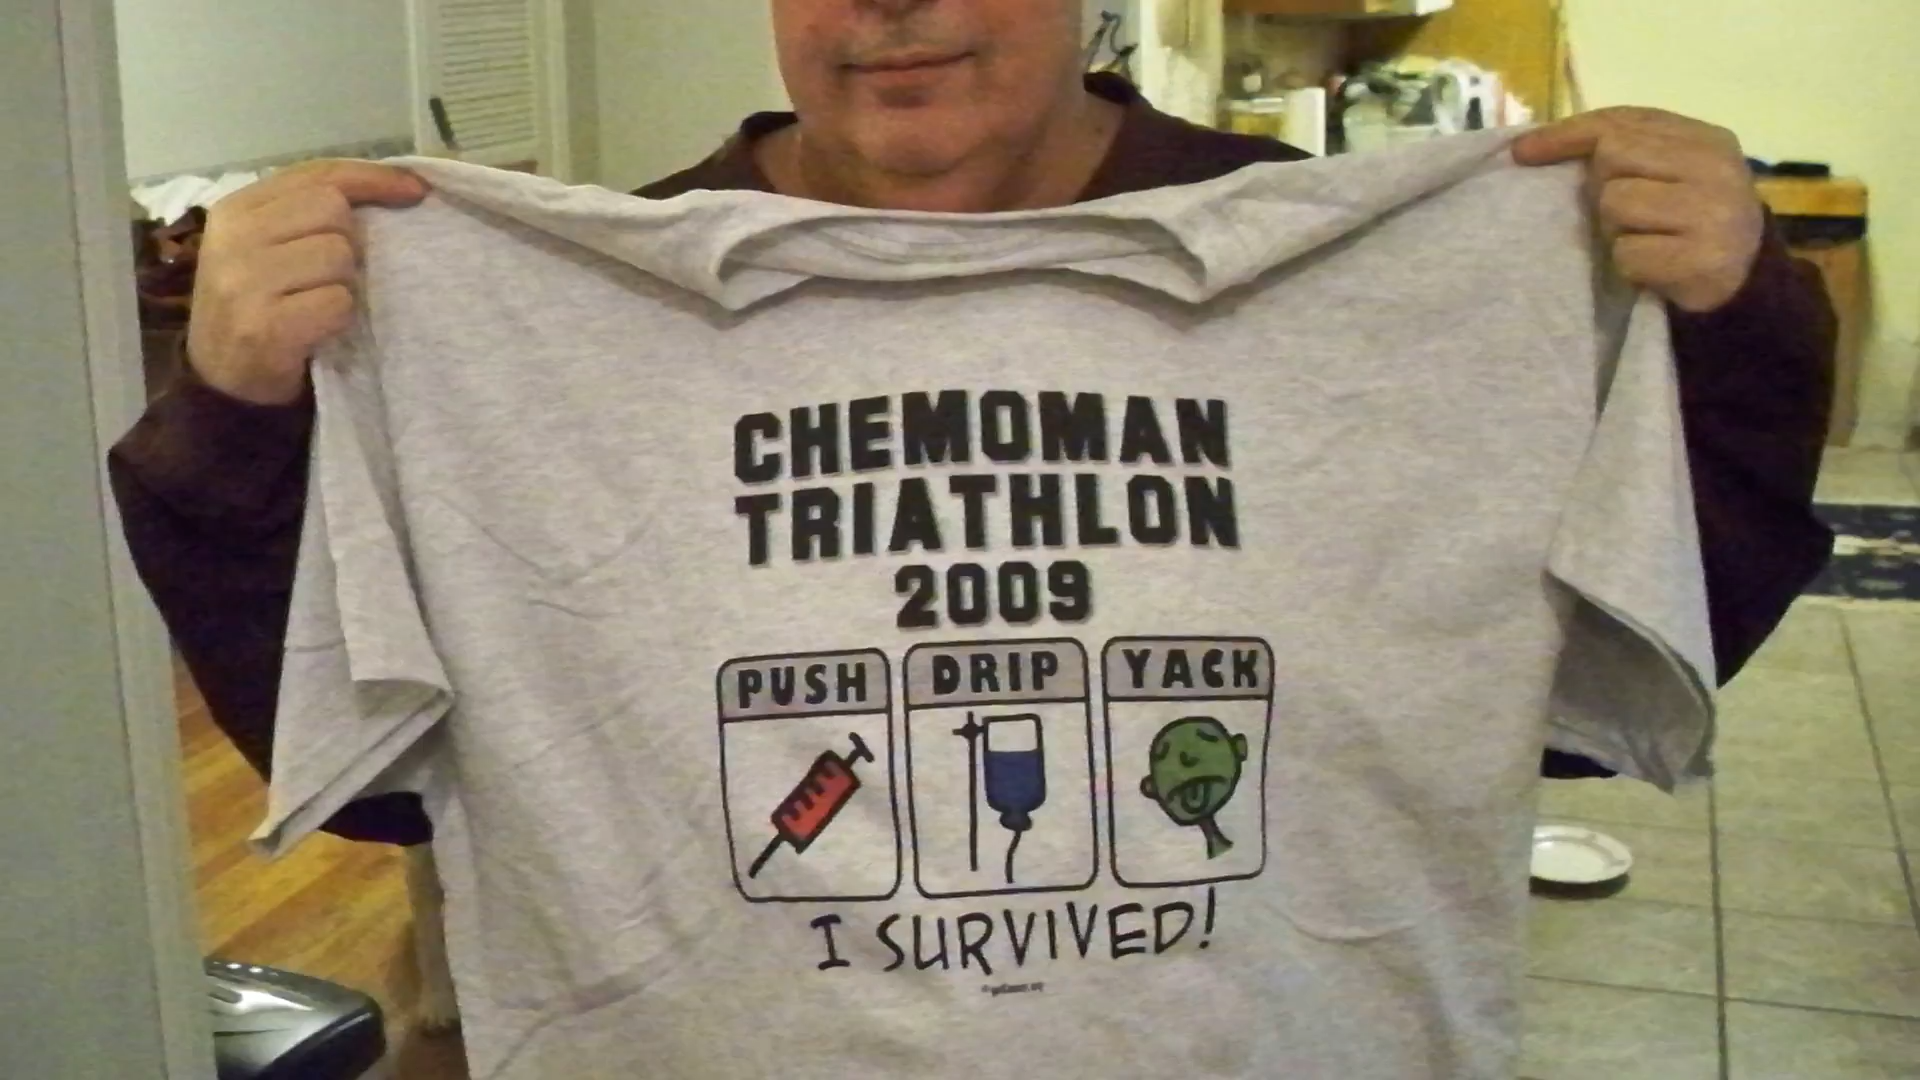 CHEMOMAN
TRIATHLON
2009
PUSH DRIP YACK
I SURVIVED!